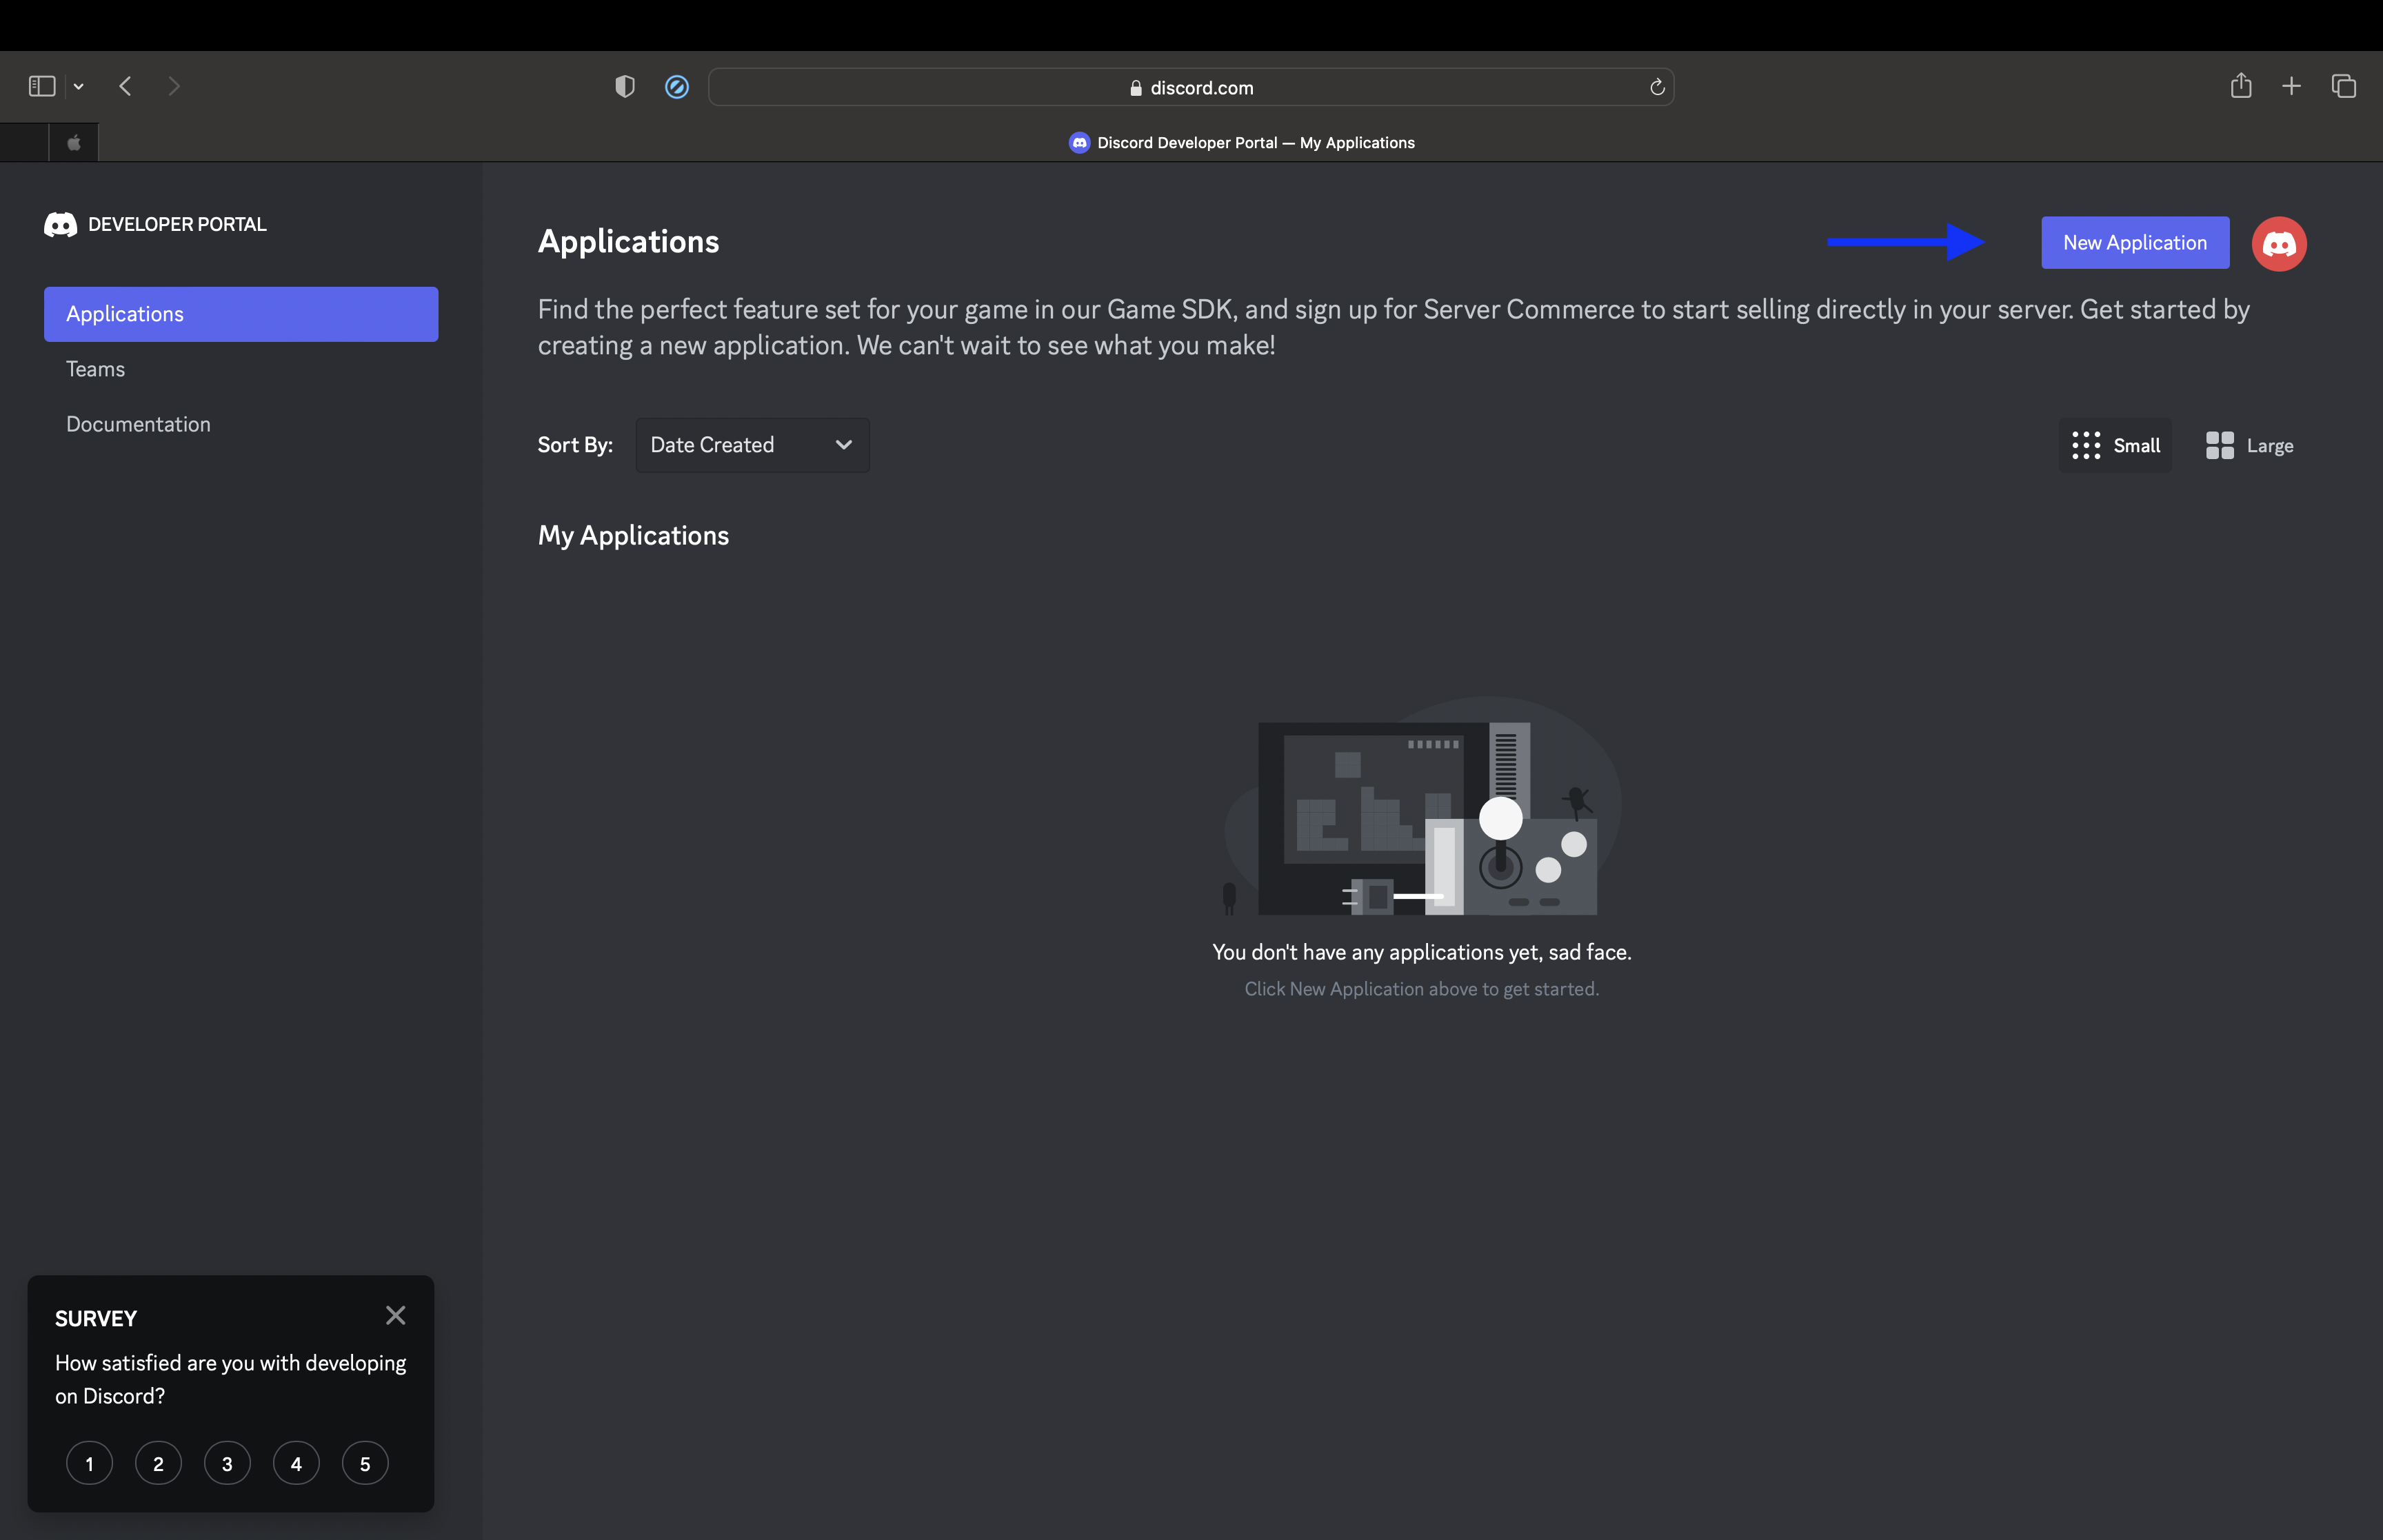 discord.com
Discord Developer Portal — My Applications
DEVELOPER PORTAL
Applications
Teams
Documentation
Applications
New Application
Find the perfect feature set for your game in our Game SDK, and sign up for Server Commerce to start selling directly in your server. Get started by
creating a new application. We can't wait to see what you make!
Sort By: Date Created
Small Large
My Applications
You don't have any applications yet, sad face.
Click New Application above to get started.
SURVEY
How satisfied are you with developing
on Discord?
1 2 3 4 5